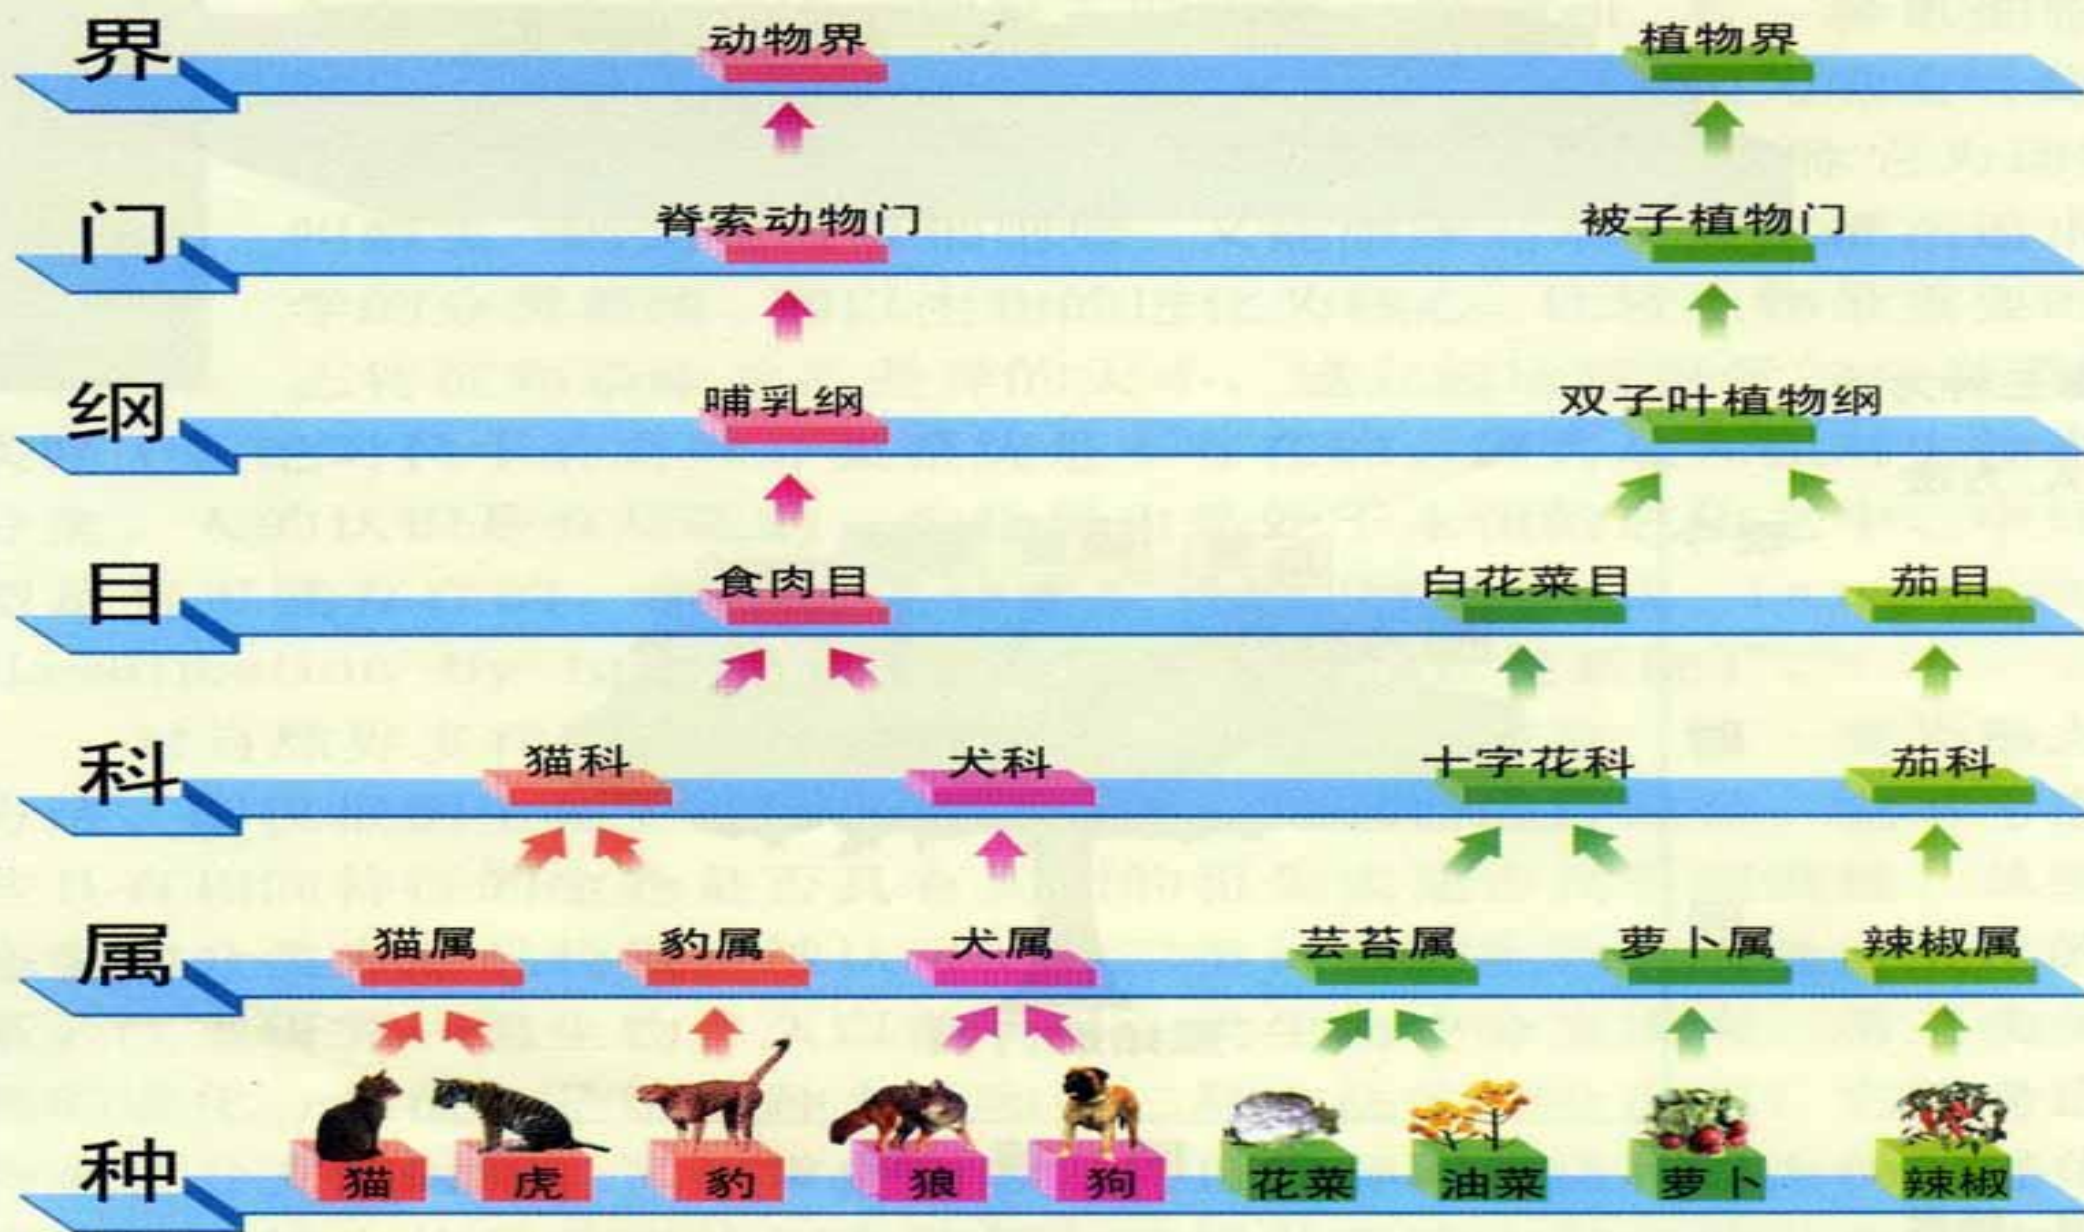 界
动物界 植物界
门
脊索动物门 被子植物门
纲
哺乳纲 双子叶植物纲
目
食肉目 白花菜目 茄目
科
猫科 犬科 十字花科 茄科
属
猫属 豹属 犬属 芸苔属 萝卜属 辣椒属
种
猫 虎 豹 狼 狗 花菜 油菜 萝卜 辣椒